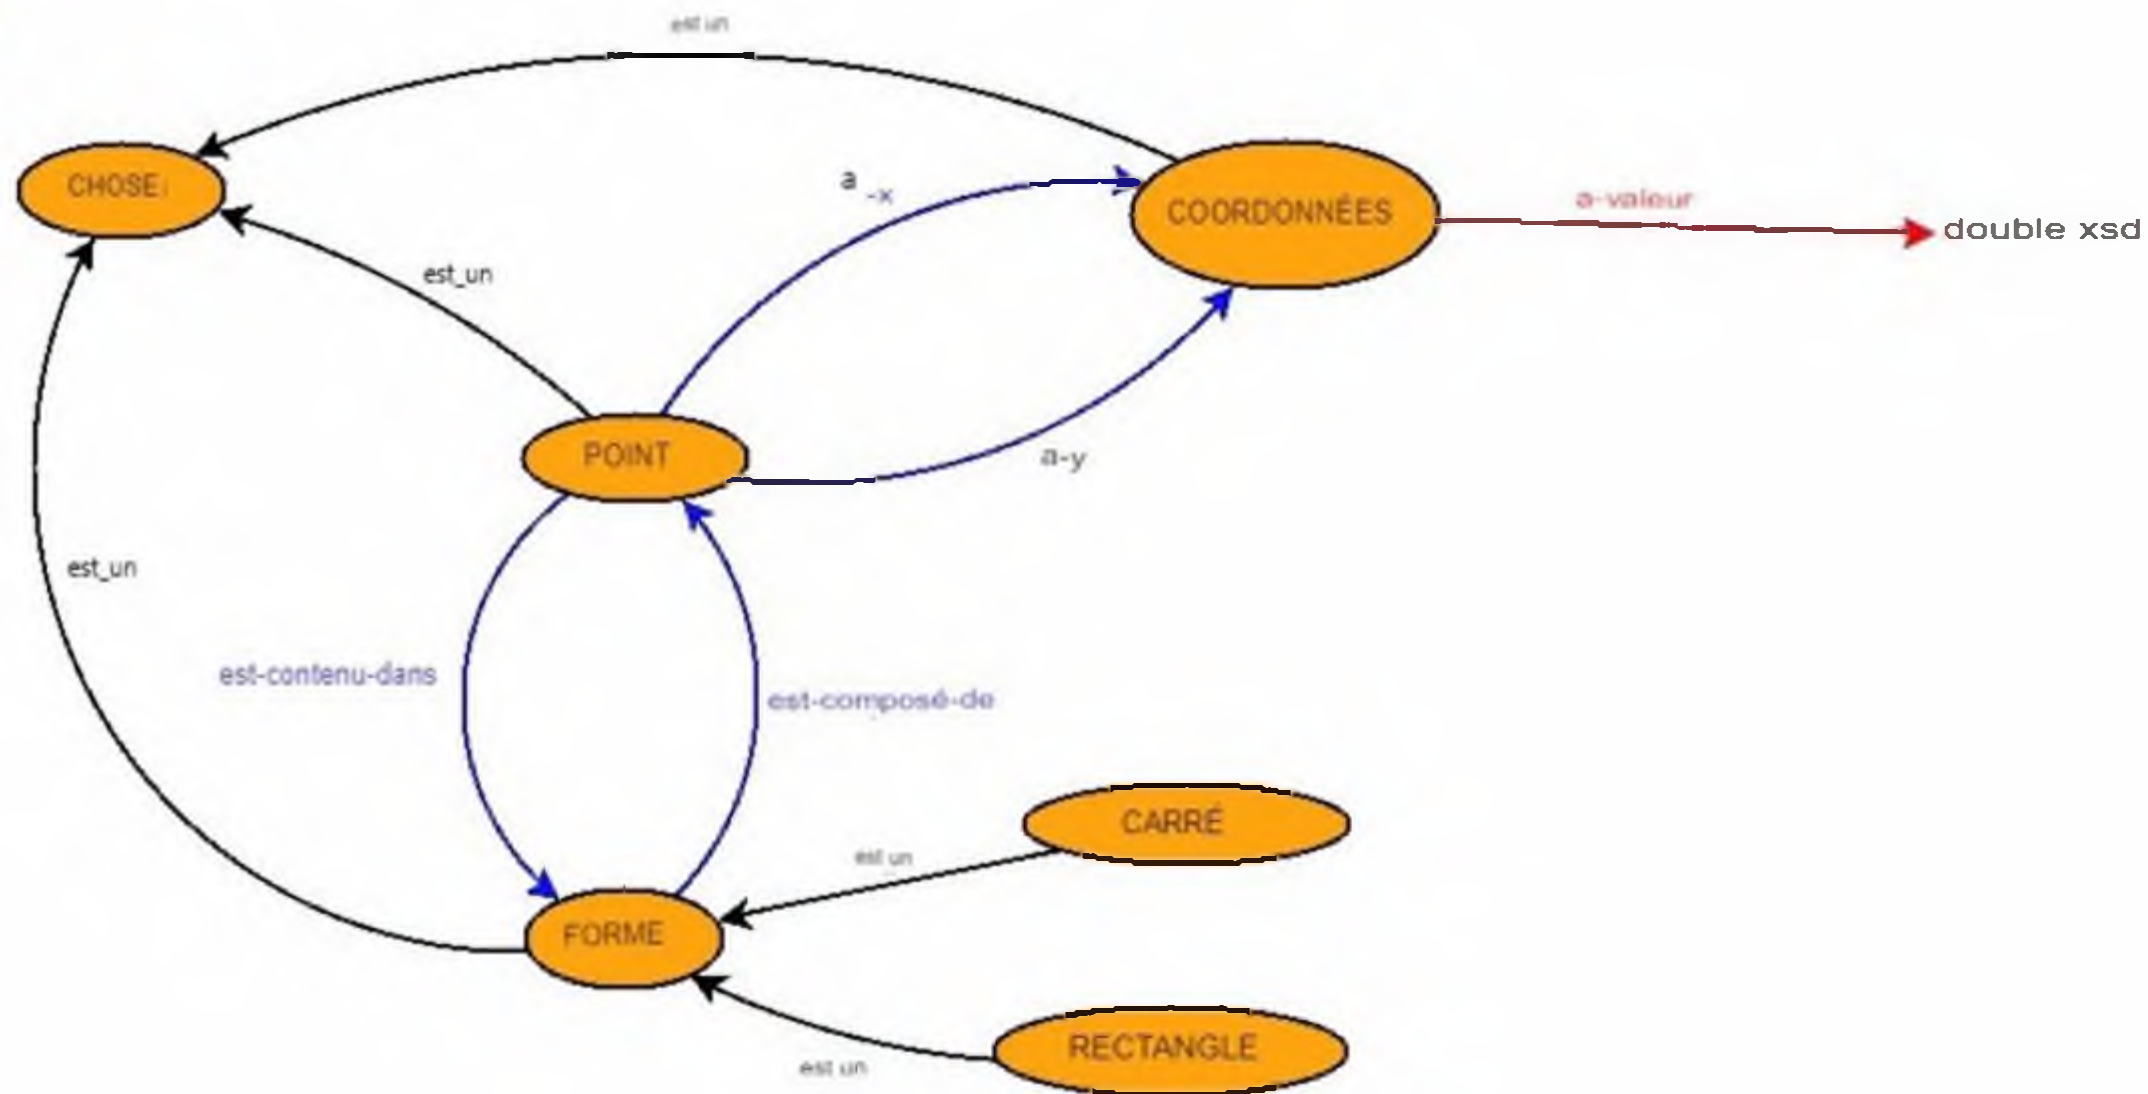 est un
CHOSE
a -x
COORDONNÉES
a-valeur
double xsd
est_un
POINT
a-y
est_un
est-contenu-dans
est-composé-de
CARRÉ
est un
FORME
RECTANGLE
est un